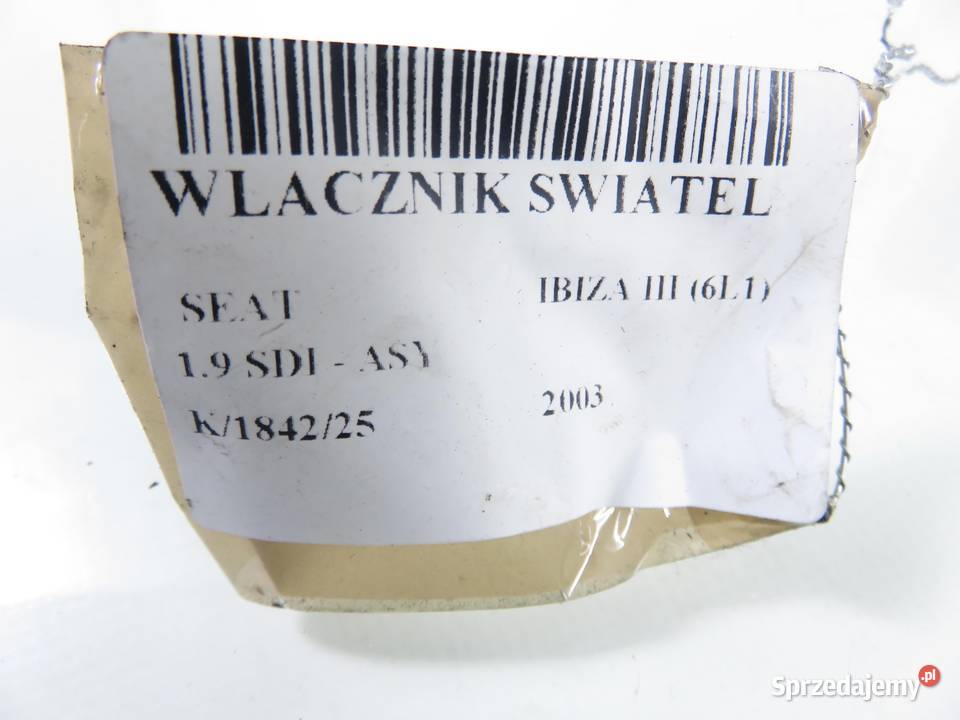 WLACZNIK SWIATEL
SEAT IBIZA III (6L1)
1.9 SDI - ASY
K/1842/25 2003
Sprzedajemy.pl